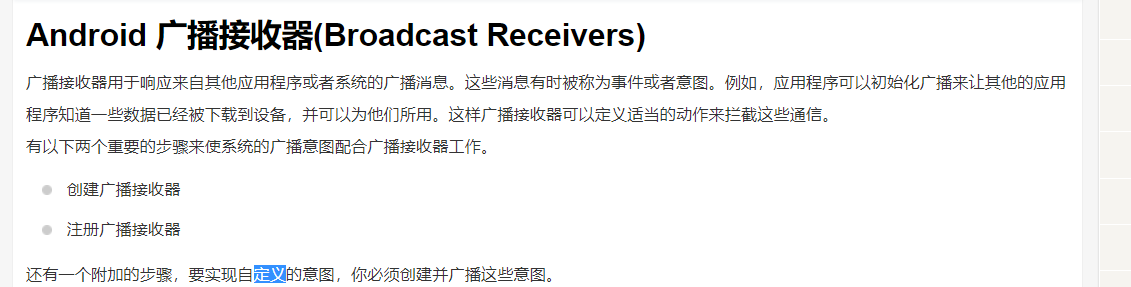 Android 广播接收器(Broadcast Receivers)
广播接收器用于响应来自其他应用程序或者系统的广播消息。这些消息有时被称为事件或者意图。例如，应用程序可以初始化广播来让其他的应用
程序知道一些数据已经被下载到设备，并可以为他们所用。这样广播接收器可以定义适当的动作来拦截这些通信。
有以下两个重要的步骤来使系统的广播意图配合广播接收器工作。
创建广播接收器
注册广播接收器
还有一个附加的步骤，要实现自定义的意图，你必须创建并广播这些意图。